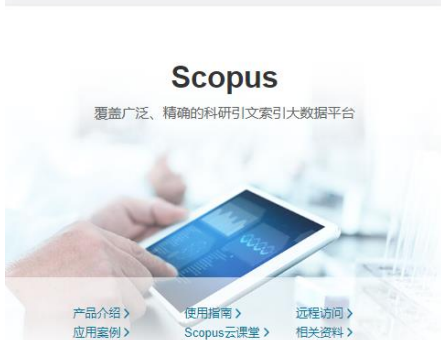 Scopus
覆盖广泛、精确的科研引文索引大数据平台
产品介绍 > 使用指南 > 远程访问 >
应用案例 > Scopus云课堂 > 相关资料 >